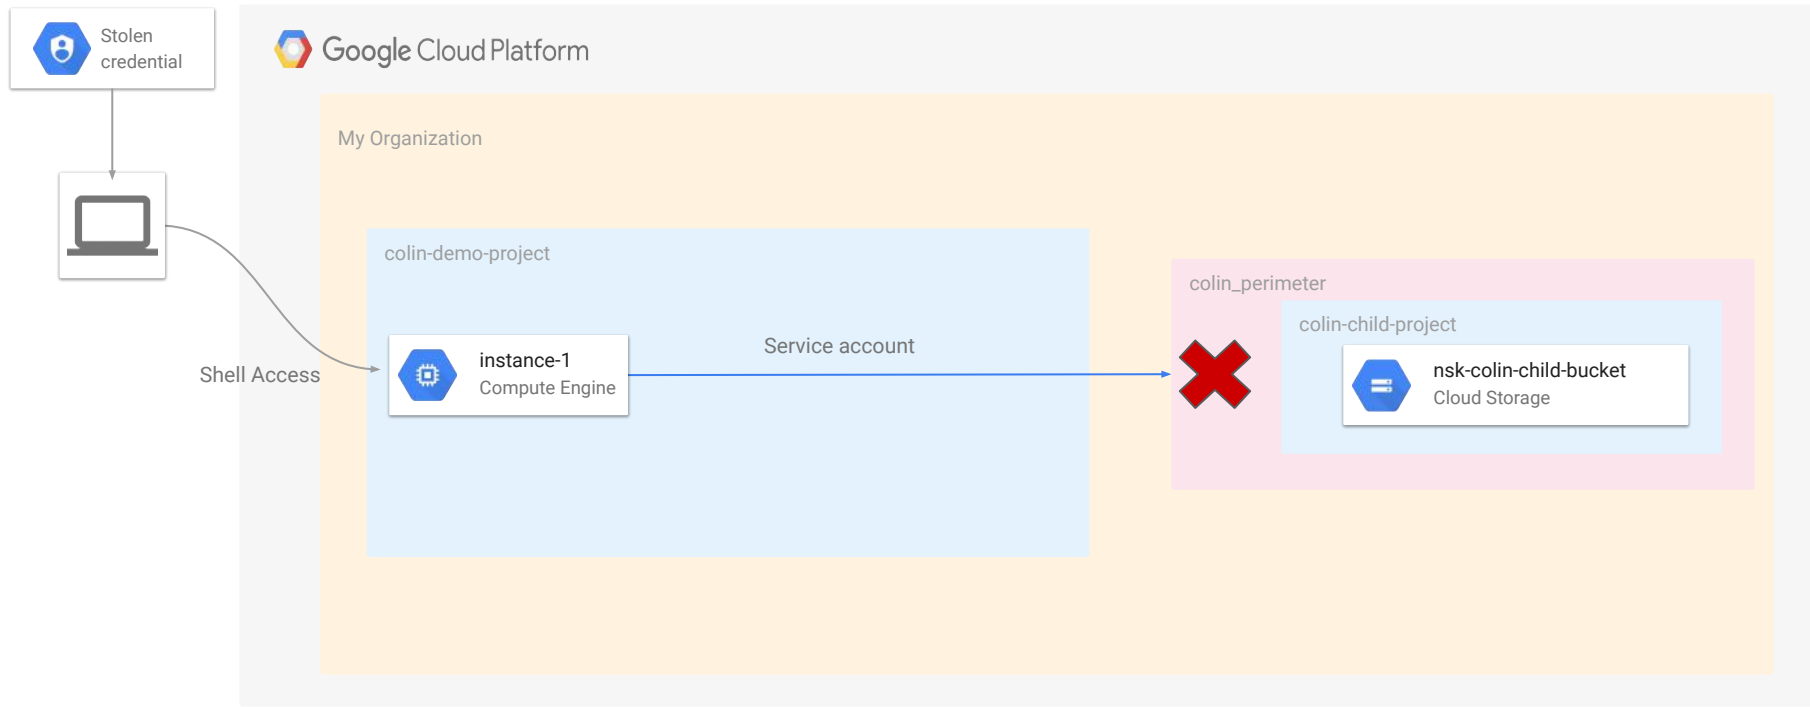 Stolen
credential
Google Cloud Platform
My Organization
colin-demo-project
colin_perimeter
colin-child-project
Shell Access
instance-1
Compute Engine
Service account
nsk-colin-child-bucket
Cloud Storage